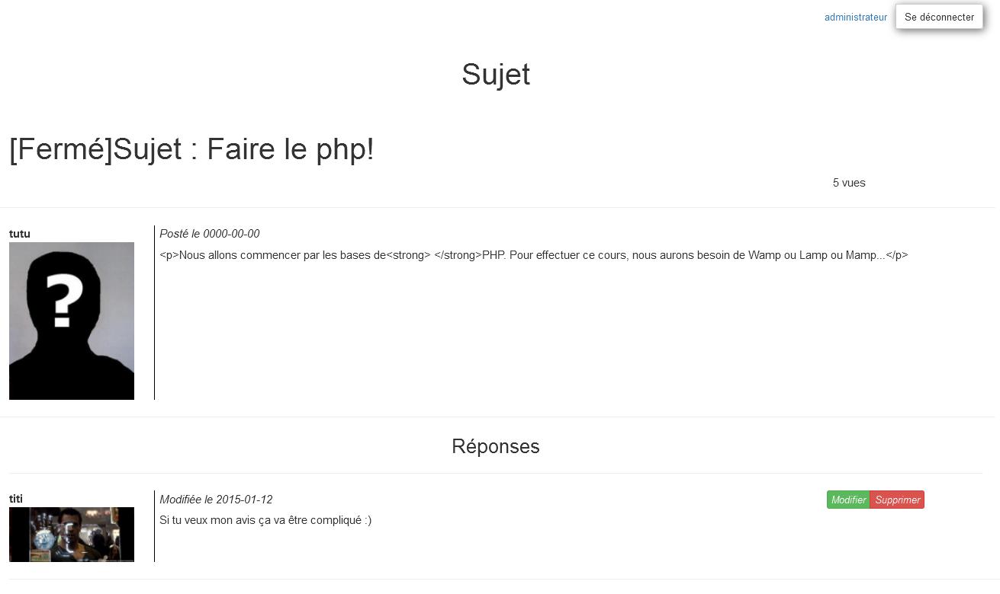 administrateur Se déconnecter
Sujet
[Fermé]Sujet : Faire le php!
5 vues
tutu
Posté le 0000-00-00
<p>Nous allons commencer par les bases de<strong> </strong>PHP. Pour effectuer ce cours, nous aurons besoin de Wamp ou Lamp ou Mamp...</p>
?
Réponses
titi
Modifiée le 2015-01-12
Modifier Supprimer
Si tu veux mon avis ça va être compliqué :)